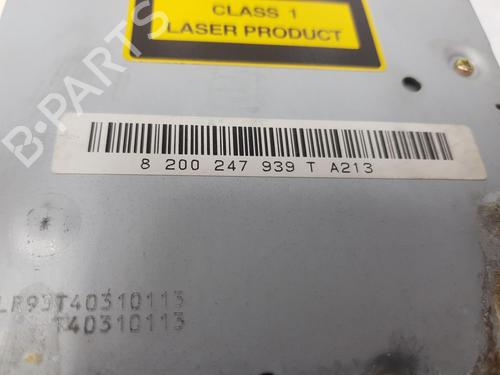 CLASS 1
LASER PRODUCT
B-PARTS
8 200 247 939 T A213
LR93T40310113
T40310113